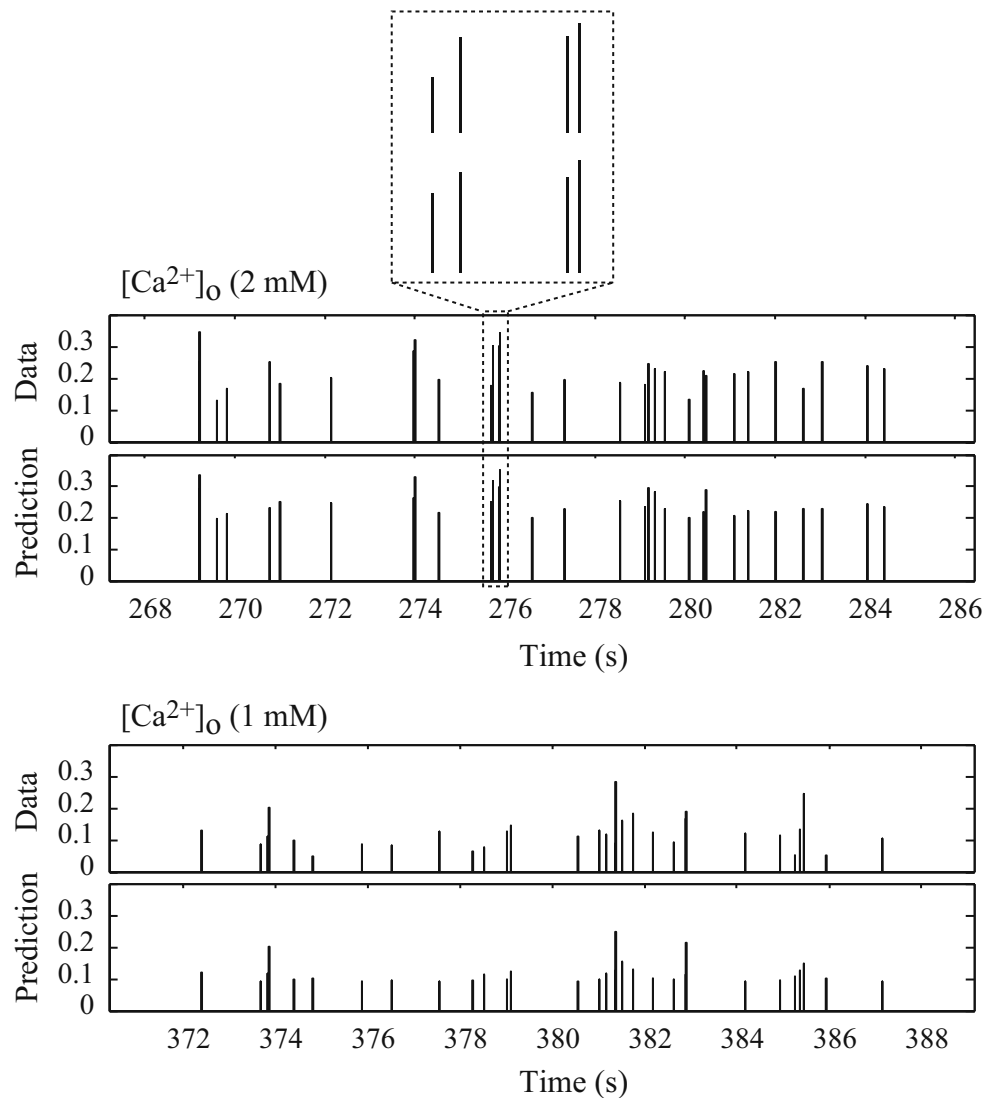 [Ca2+]o (2 mM)
Data
0.3
0.2
0.1
0
Prediction
0.3
0.2
0.1
0
268 270 272 274 276 278 280 282 284 286
Time (s)
[Ca2+]o (1 mM)
Data
0.3
0.2
0.1
0
Prediction
0.3
0.2
0.1
0
372 374 376 378 380 382 384 386 388
Time (s)